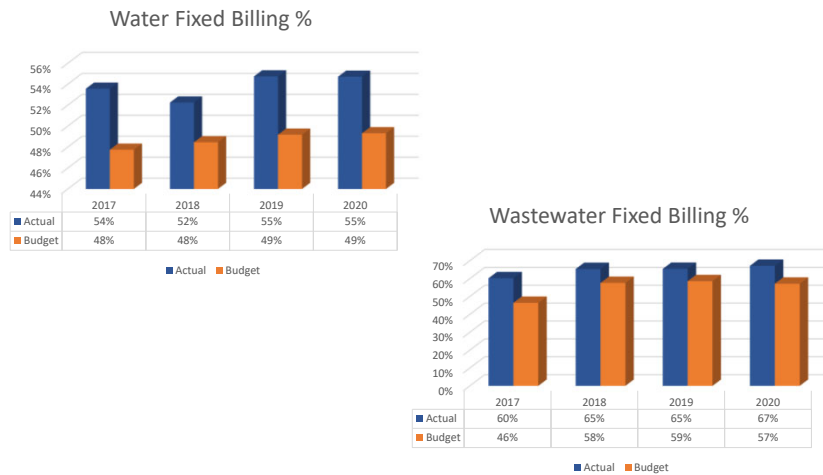 Water Fixed Billing %
56%
54%
52%
50%
48%
46%
44%
2017 2018 2019 2020
Actual 54% 52% 55% 55%
Budget 48% 48% 49% 49%
Actual Budget
Wastewater Fixed Billing %
70%
60%
50%
40%
30%
20%
10%
0%
2017 2018 2019 2020
Actual 60% 65% 65% 67%
Budget 46% 58% 59% 57%
Actual Budget